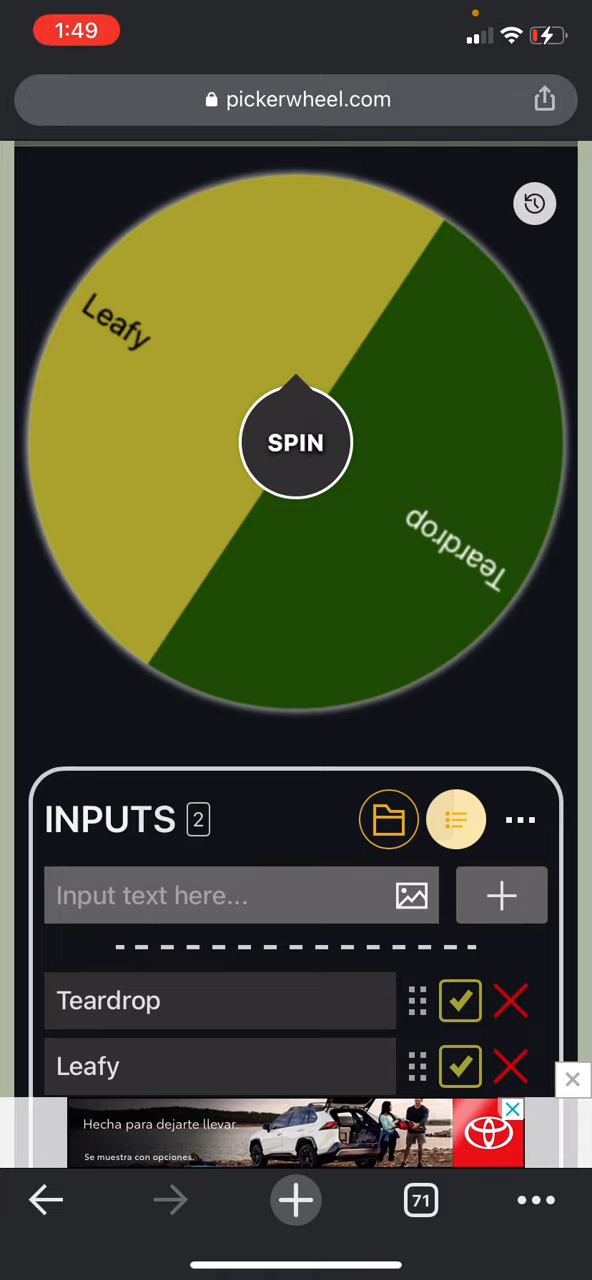 1:49
pickerwheel.com
Leafy
SPIN
Teardrop
INPUTS 2
Input text here...
Teardrop
Leafy
Hecha para dejarte llevar.
Se muestra con opciones.
71